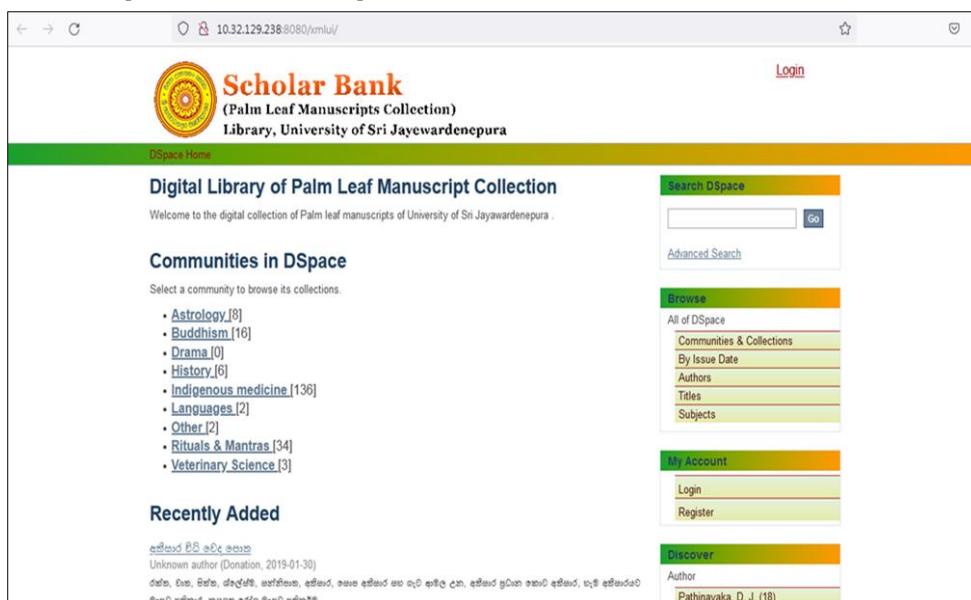 10.32.129.238:8080/xmlui/
Login
Scholar Bank
(Palm Leaf Manuscripts Collection)
Library, University of Sri Jayewardenepura
DSpace Home
Digital Library of Palm Leaf Manuscript Collection
Welcome to the digital collection of Palm leaf manuscripts of University of Sri Jayawardenepura .
Communities in DSpace
Select a community to browse its collections.
Astrology [8]
Buddhism [16]
Drama [0]
History [6]
Indigenous medicine [136]
Languages [2]
Other [2]
Rituals & Mantras [34]
Veterinary Science [3]
Recently Added
අතීසාර විධි වෙද පොත
Unknown author (Donation, 2019-01-30)
රක්ත, වාත, පිත්ත, සන්නිපාත, අතීසාර,
Search DSpace
Go
Advanced Search
Browse
All of DSpace
Communities & Collections
By Issue Date
Authors
Titles
Subjects
My Account
Login
Register
Discover
Author
Pathinayaka, D. J. (18)